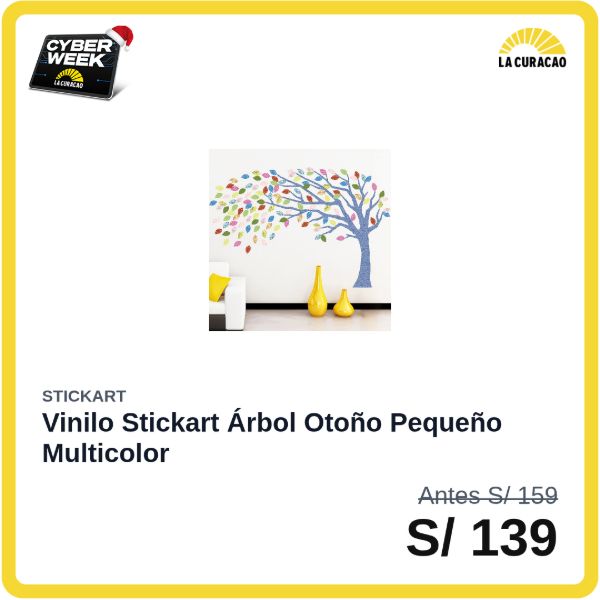 CYBER
WEEK
LA CURACAO
LA CURACAO
STICKART
Vinilo Stickart Árbol Otoño Pequeño
Multicolor
Antes S/ 159
S/ 139